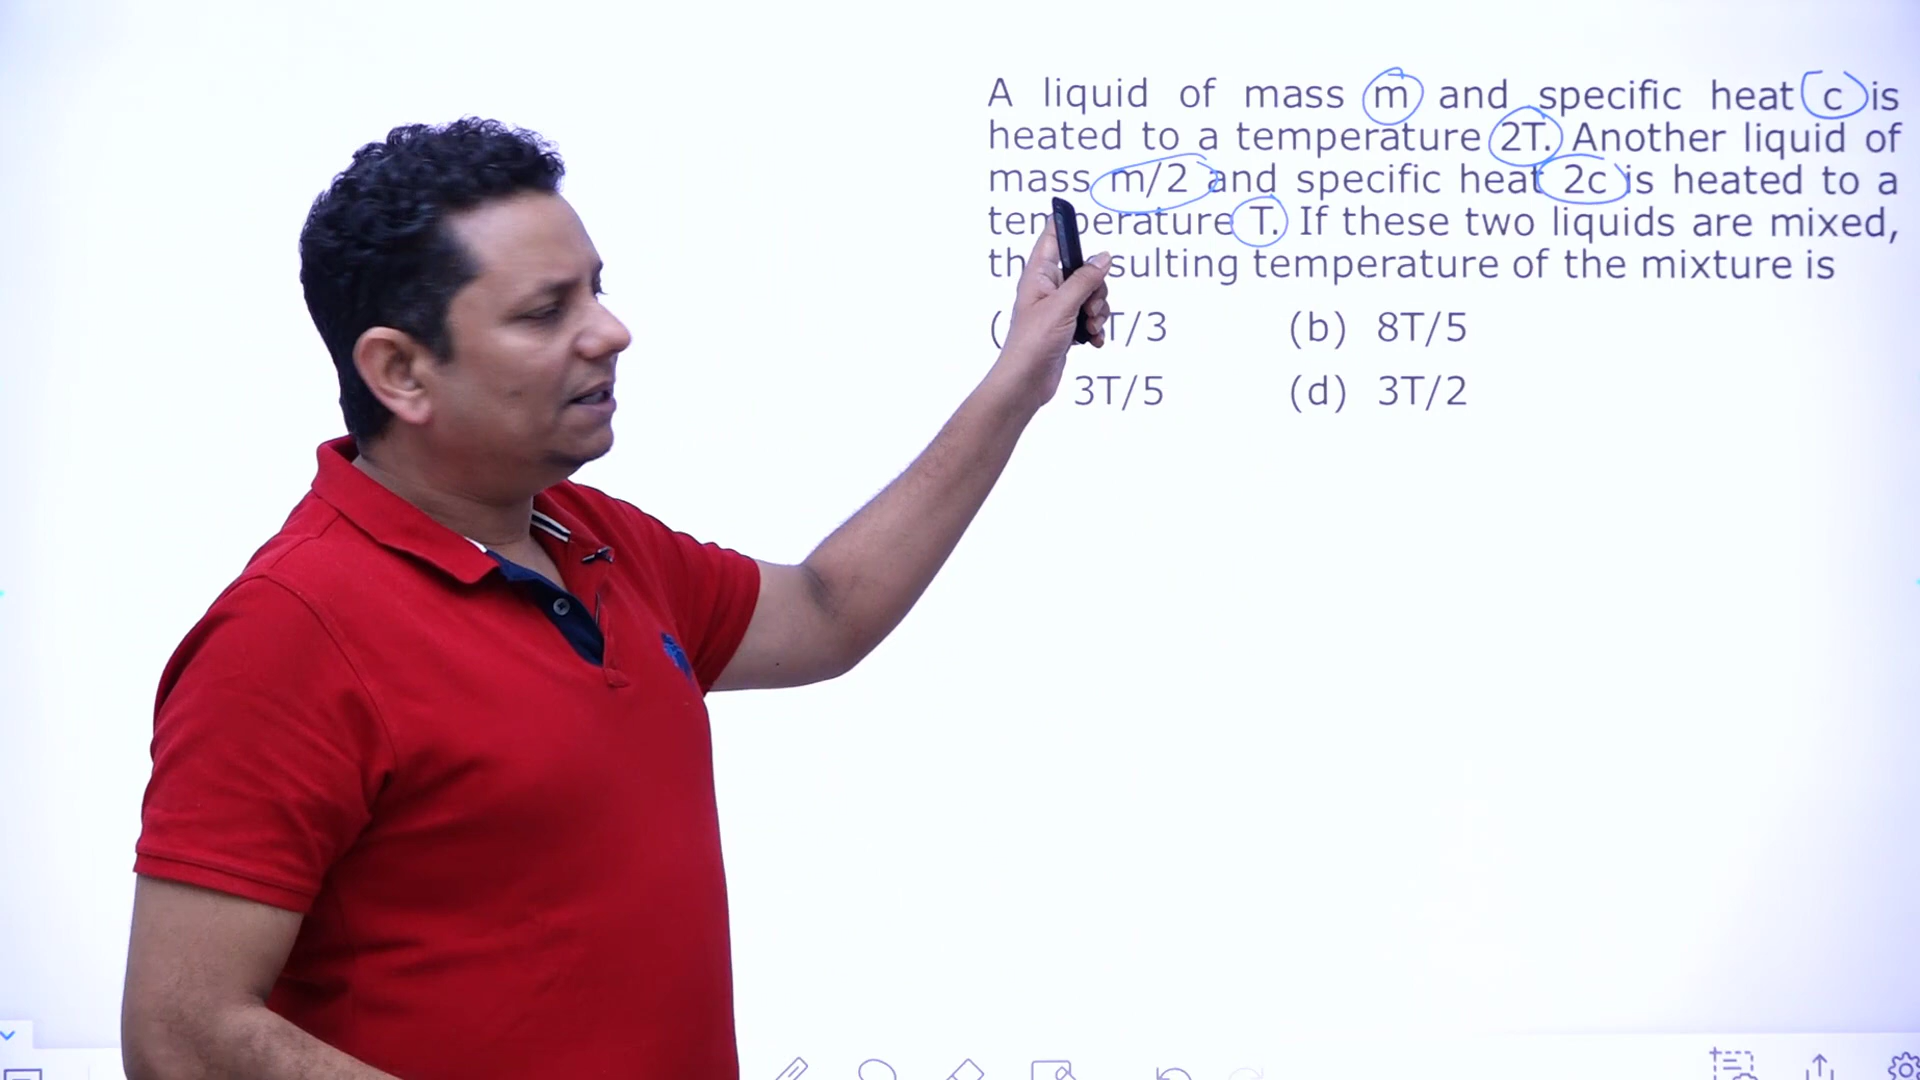 A liquid of mass m and specific heat c is
heated to a temperature 2T. Another liquid of
mass m/2 and specific heat 2c is heated to a
temperature T. If these two liquids are mixed,
resulting temperature of the mixture is
T/3 (b) 8T/5
3T/5 (d) 3T/2